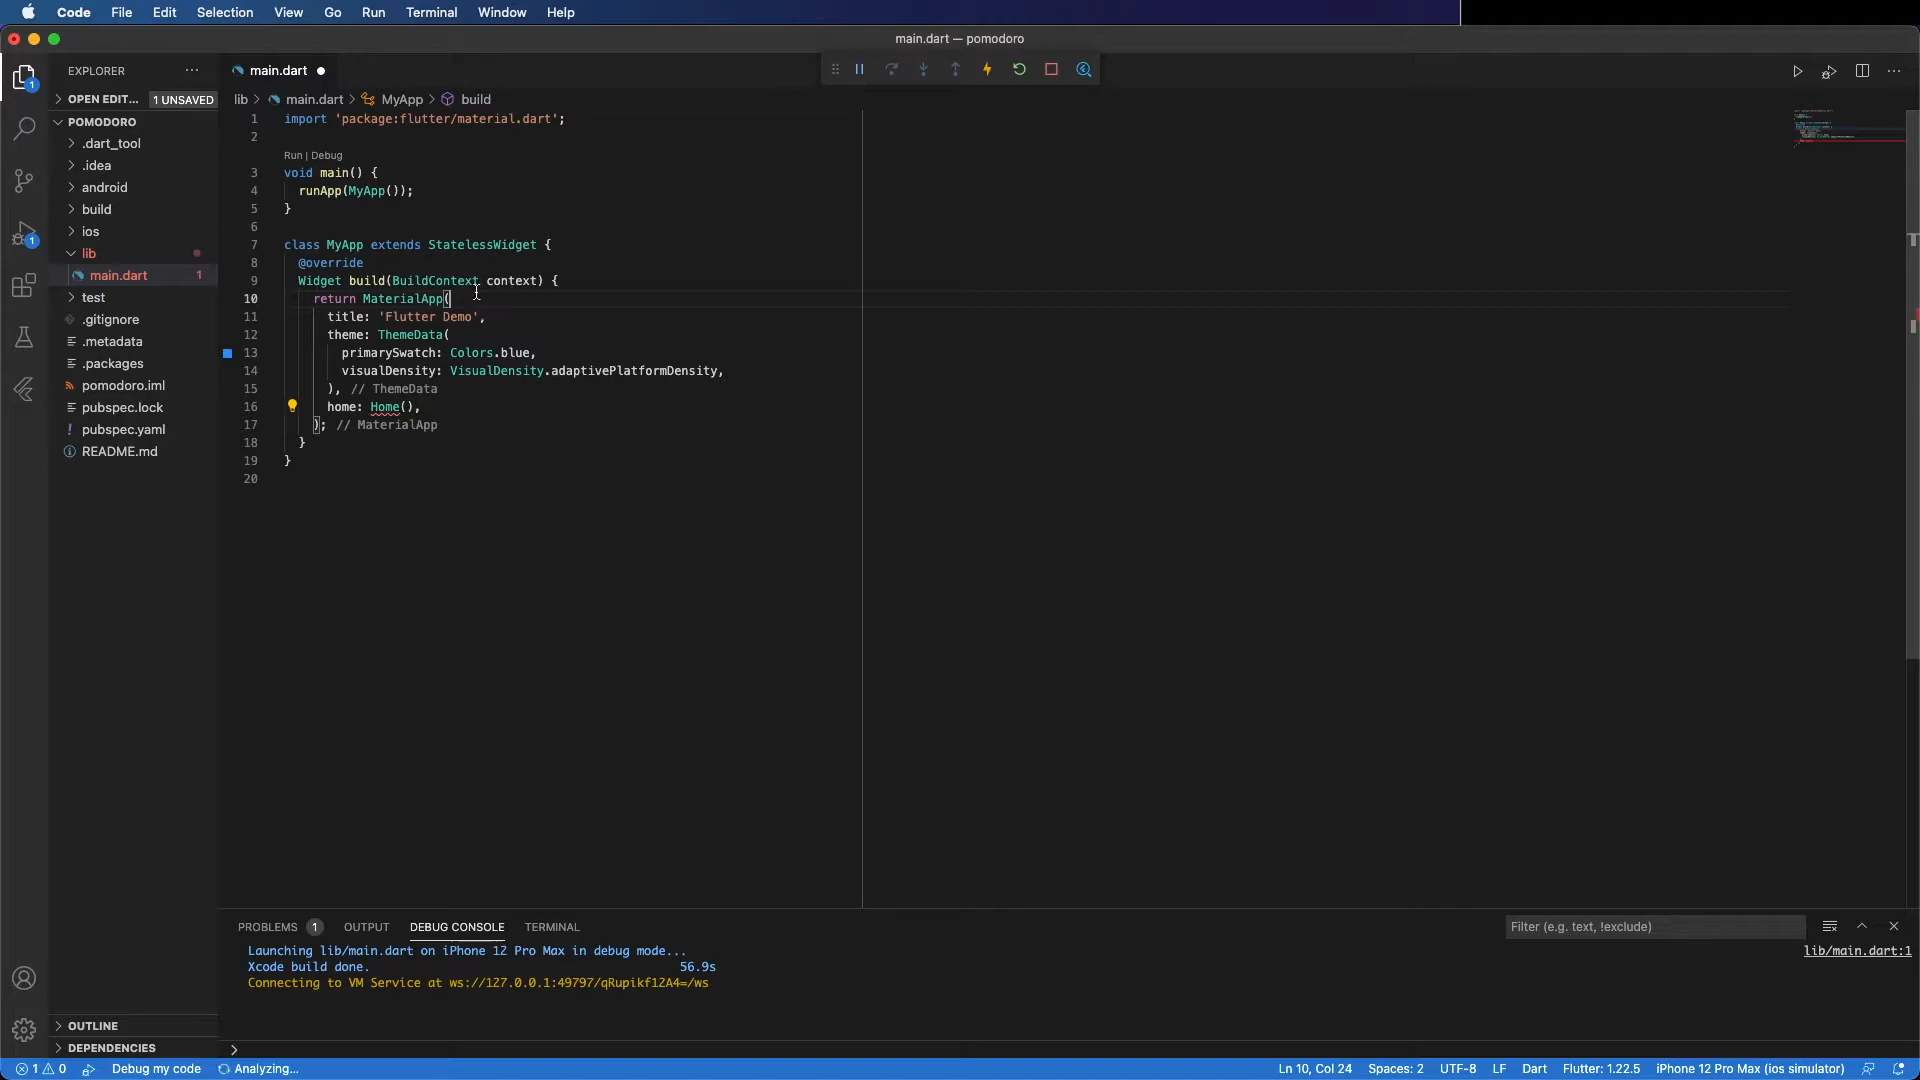 Code File Edit Selection View Go Run Terminal Window Help
main.dart — pomodoro
EXPLORER
main.dart
OPEN EDIT... 1 UNSAVED
lib > main.dart > MyApp > build
POMODORO
.dart_tool
.idea
android
build
ios
lib
main.dart 1
test
.gitignore
.metadata
.packages
pomodoro.iml
pubspec.lock
pubspec.yaml
README.md
OUTLINE
DEPENDENCIES
1
1
1 import 'package:flutter/material.dart';
2
Run | Debug
3 void main() {
4 runApp(MyApp());
5 }
6
7 class MyApp extends StatelessWidget {
8 @override
9 Widget build(BuildContext context) {
10 return MaterialApp(
11 title: 'Flutter Demo',
12 theme: ThemeData(
13 primarySwatch: Colors.blue,
14 visualDensity: VisualDensity.adaptivePlatformDensity,
15 ), // ThemeData
16 home: Home(),
17 ); // MaterialApp
18 }
19 }
20
PROBLEMS 1 OUTPUT DEBUG CONSOLE TERMINAL Filter (e.g. text, !exclude)
Launching lib/main.dart on iPhone 12 Pro Max in debug mode... lib/main.dart:1
Xcode build done. 56.9s
Connecting to VM Service at ws://127.0.0.1:49797/qRupikf12A4=/ws
>
1 0 Debug my code Analyzing... Ln 10, Col 24 Spaces: 2 UTF-8 LF Dart Flutter: 1.22.5 iPhone 12 Pro Max (ios simulator)